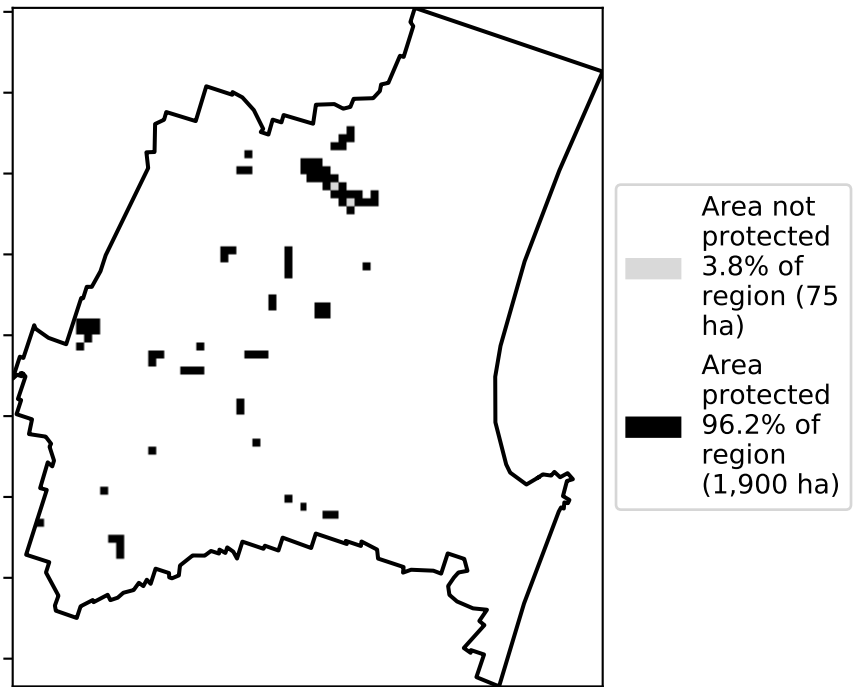 Area not
protected
3.8% of
region (75
ha)
Area
protected
96.2% of
region
(1,900 ha)